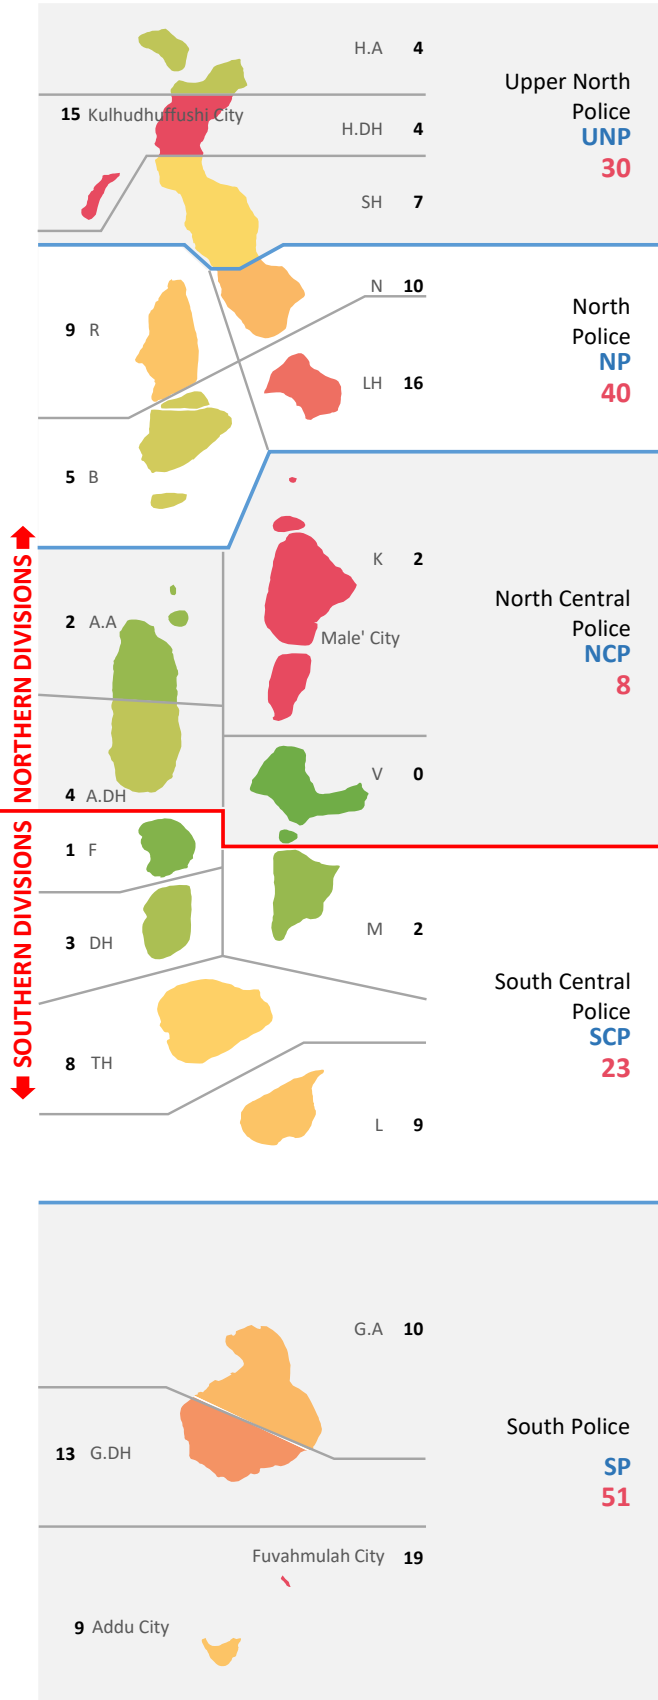 H.A 4
15 Kulhudhuffushi City
H.DH 4
SH 7
Upper North
Police
UNP
30
N 10
9 R
LH 16
5 B
North
Police
NP
40
NORTHERN DIVISIONS
K 2
2 A.A
Male' City
V 0
4 A.DH
North Central
Police
NCP
8
SOUTHERN DIVISIONS
1 F
M 2
3 DH
8 TH
L 9
South Central
Police
SCP
23
G.A 10
13 G.DH
Fuvahmulah City 19
9 Addu City
South Police
SP
51